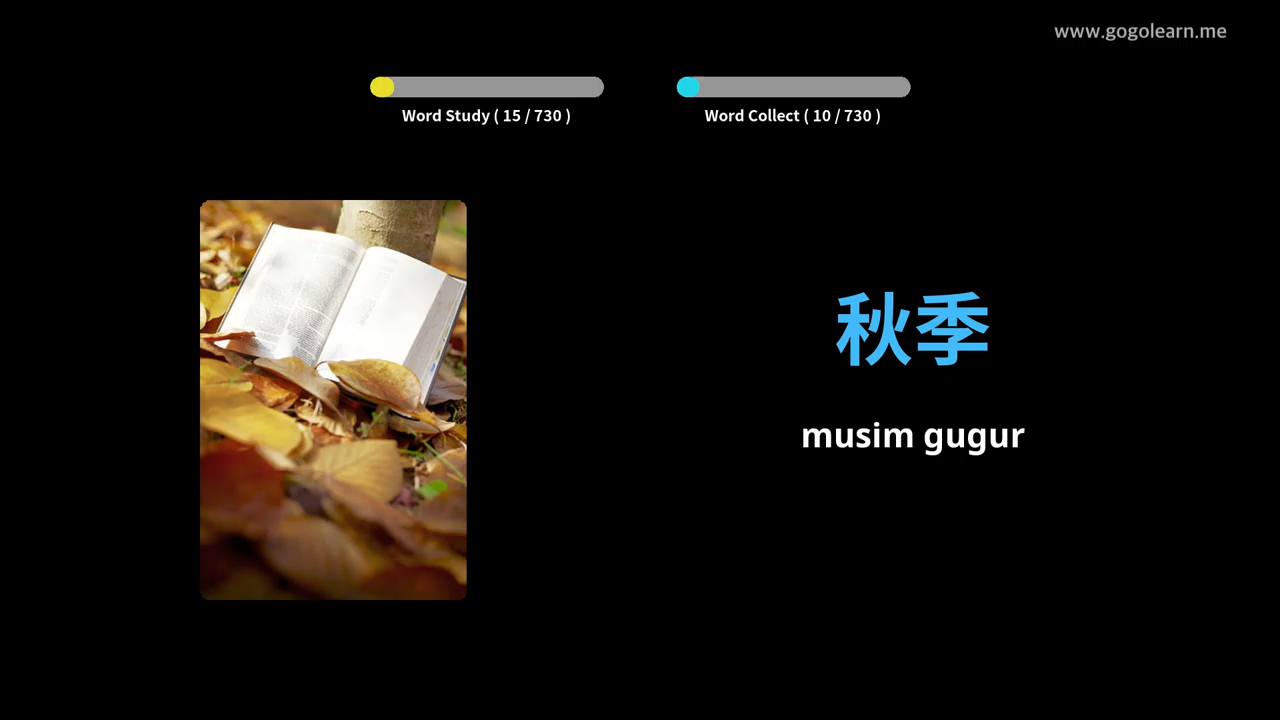 www.gogolearn.me
Word Study ( 15 / 730 )
Word Collect ( 10 / 730 )
秋季
musim gugur